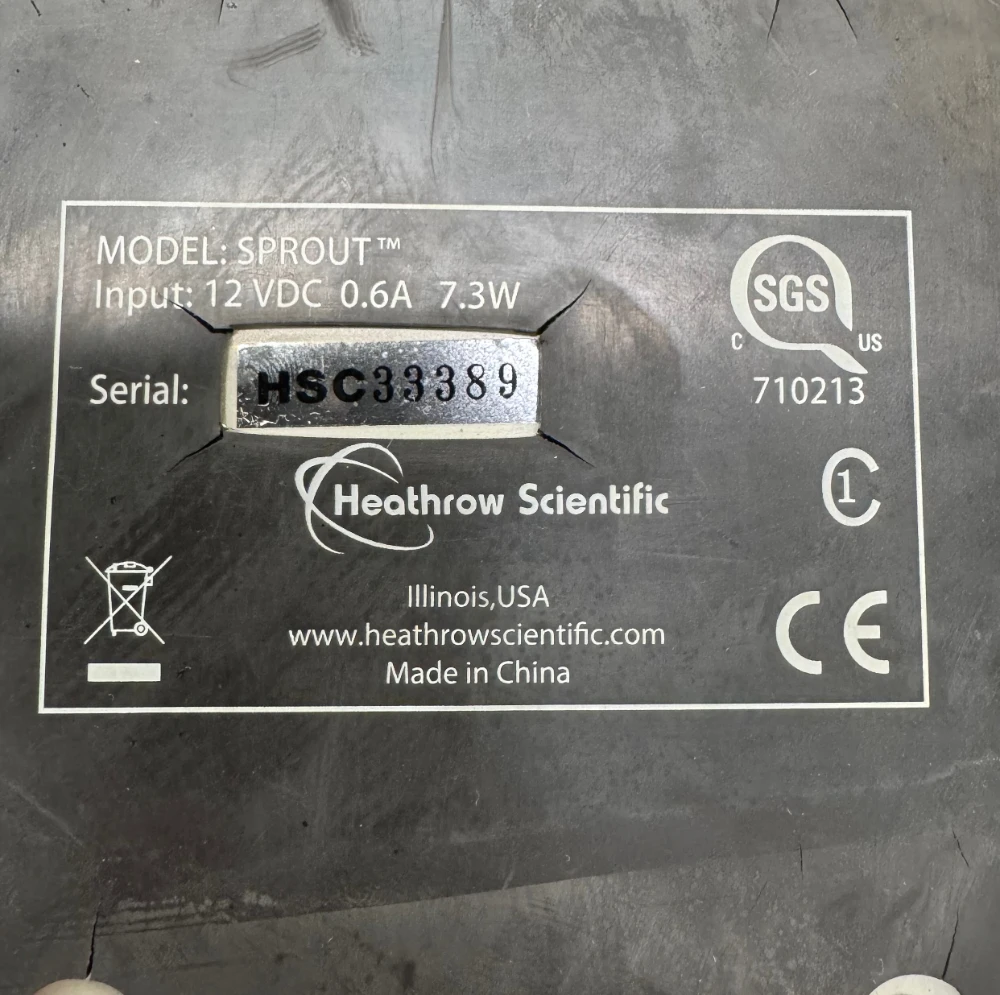 MODEL: SPROUT™
Input: 12 VDC 0.6A 7.3W
Serial: HSC33389
SGS
C US
710213
Heathrow Scientific
C1
Illinois,USA
www.heathrowscientific.com
Made in China
CE